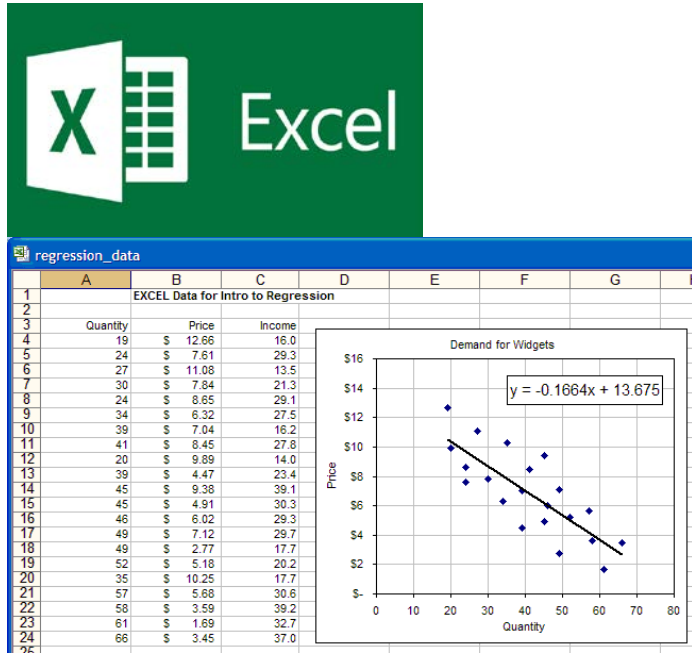 X
Excel
regression_data
A B C D E F G
1 EXCEL Data for Intro to Regression
2
3 Quantity Price Income
4 19 $ 12.66 16.0
5 24 $ 7.61 29.3
6 27 $ 11.08 13.5
7 30 $ 7.84 21.3
8 24 $ 8.65 29.1
9 34 $ 6.32 27.5
10 39 $ 7.04 16.2
11 41 $ 8.45 27.8
12 20 $ 9.89 14.0
13 39 $ 4.47 23.4
14 45 $ 9.38 39.1
15 45 $ 4.91 30.3
16 46 $ 6.02 29.3
17 49 $ 7.12 29.7
18 49 $ 2.77 17.7
19 52 $ 5.18 20.2
20 35 $ 10.25 17.7
21 57 $ 5.68 30.6
22 58 $ 3.59 39.2
23 61 $ 1.69 32.7
24 66 $ 3.45 37.0
Demand for Widgets
y = -0.1664x + 13.675
$16
$14
$12
$10
$8
$6
$4
$2
$-
Price
0 10 20 30 40 50 60 70 80
Quantity